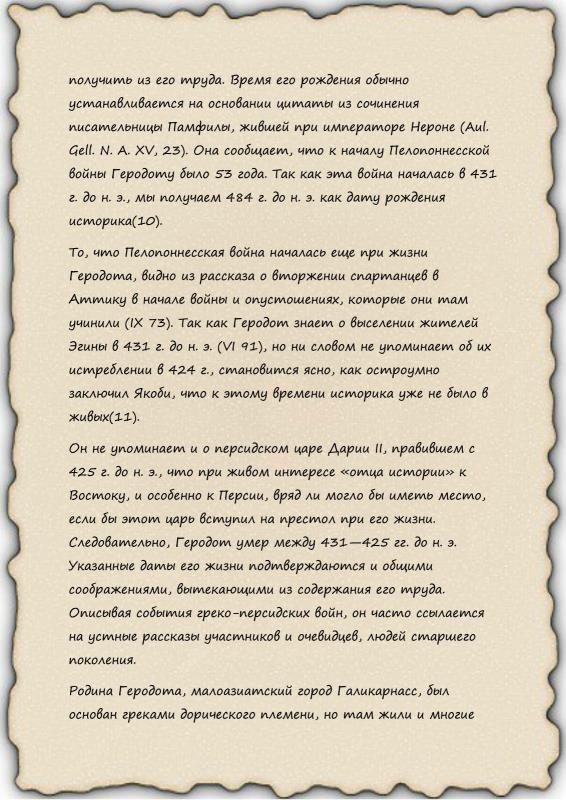 получить из его труда. Время его рождения обычно
устанавливается на основании цитаты из сочинения
писательницы Памфилы, жившей при императоре Нероне (Aul.
Gell. N. A. XV, 23). Она сообщает, что к началу Пелопоннесской
войны Геродоту было 53 года. Так как эта война началась в 431
г. до н. э., мы получаем 484 г. до н. э. как дату рождения
историка(10).
То, что Пелопоннесская война началась еще при жизни
Геродота, видно из рассказа о вторжении спартанцев в
Аттику в начале войны и опустошениях, которые они там
учинили (IX 73). Так как Геродот знает о выселении жителей
Эгины в 431 г. до н. э. (VI 91), но ни словом не упоминает об их
истреблении в 424 г., становится ясно, как остроумно
заключил Якоби, что к этому времени историка уже не было в
живых(11).
Он не упоминает и о персидском царе Дарии II, правившем с
425 г. до н. э., что при живом интересе «отца истории» к
Востоку, и особенно к Персии, вряд ли могло бы иметь место,
если бы этот царь вступил на престол при его жизни.
Следовательно, Геродот умер между 431—425 гг. до н. э.
Указанные даты его жизни подтверждаются и общими
соображениями, вытекающими из содержания его труда.
Описывая события греко-персидских войн, он часто ссылается
на устные рассказы участников и очевидцев, людей старшего
поколения.
Родина Геродота, малоазиатский город Галикарнасс, был
основан греками дорического племени, но там жили и многие